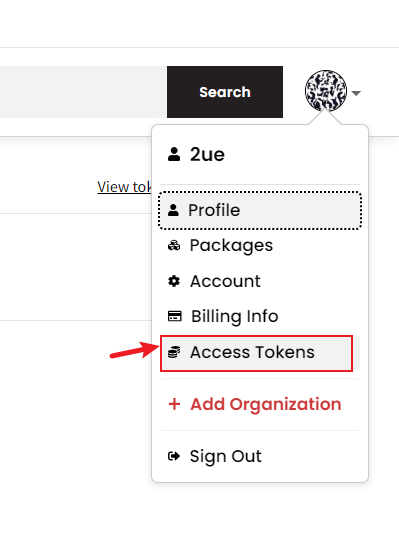 Search
2ue
View tok
Profile
Packages
Account
Billing Info
Access Tokens
+ Add Organization
Sign Out